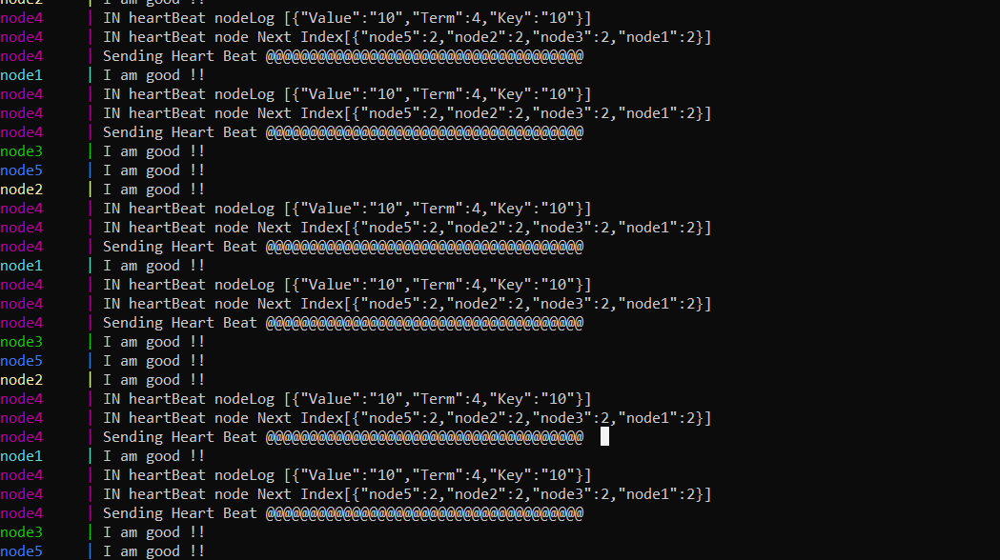 node2 | I am good !!
node4 | IN heartBeat nodeLog [{"Value":"10","Term":4,"Key":"10"}]
node4 | IN heartBeat node Next Index[{"node5":2,"node2":2,"node3":2,"node1":2}]
node4 | Sending Heart Beat @@@@@@@@@@@@@@@@@@@@@@@@@@@@@@@@@@@@@
node1 | I am good !!
node4 | IN heartBeat nodeLog [{"Value":"10","Term":4,"Key":"10"}]
node4 | IN heartBeat node Next Index[{"node5":2,"node2":2,"node3":2,"node1":2}]
node4 | Sending Heart Beat @@@@@@@@@@@@@@@@@@@@@@@@@@@@@@@@@@@@@
node3 | I am good !!
node5 | I am good !!
node2 | I am good !!
node4 | IN heartBeat nodeLog [{"Value":"10","Term":4,"Key":"10"}]
node4 | IN heartBeat node Next Index[{"node5":2,"node2":2,"node3":2,"node1":2}]
node4 | Sending Heart Beat @@@@@@@@@@@@@@@@@@@@@@@@@@@@@@@@@@@@@
node1 | I am good !!
node4 | IN heartBeat nodeLog [{"Value":"10","Term":4,"Key":"10"}]
node4 | IN heartBeat node Next Index[{"node5":2,"node2":2,"node3":2,"node1":2}]
node4 | Sending Heart Beat @@@@@@@@@@@@@@@@@@@@@@@@@@@@@@@@@@@@@
node3 | I am good !!
node5 | I am good !!
node2 | I am good !!
node4 | IN heartBeat nodeLog [{"Value":"10","Term":4,"Key":"10"}]
node4 | IN heartBeat node Next Index[{"node5":2,"node2":2,"node3":2,"node1":2}]
node4 | Sending Heart Beat @@@@@@@@@@@@@@@@@@@@@@@@@@@@@@@@@@@@@
node1 | I am good !!
node4 | IN heartBeat nodeLog [{"Value":"10","Term":4,"Key":"10"}]
node4 | IN heartBeat node Next Index[{"node5":2,"node2":2,"node3":2,"node1":2}]
node4 | Sending Heart Beat @@@@@@@@@@@@@@@@@@@@@@@@@@@@@@@@@@@@@
node3 | I am good !!
node5 | I am good !!